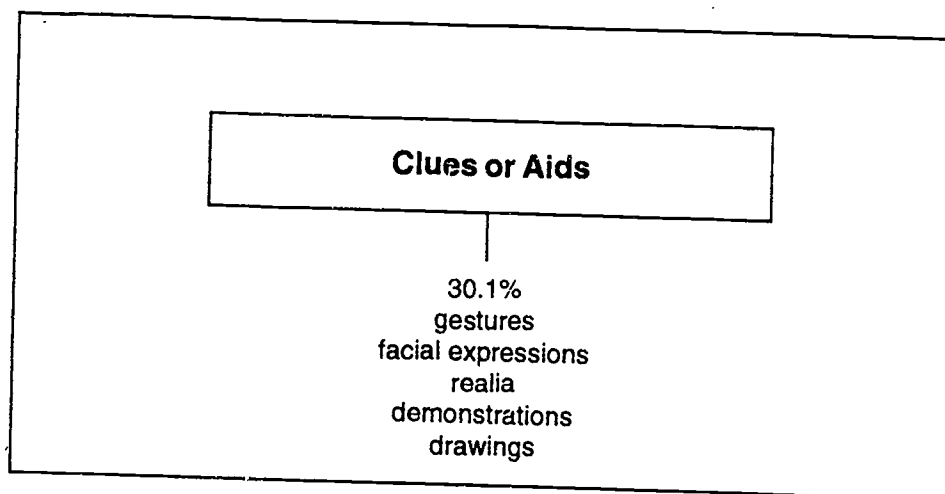 Clues or Aids
30.1%
gestures
facial expressions
realia
demonstrations
drawings